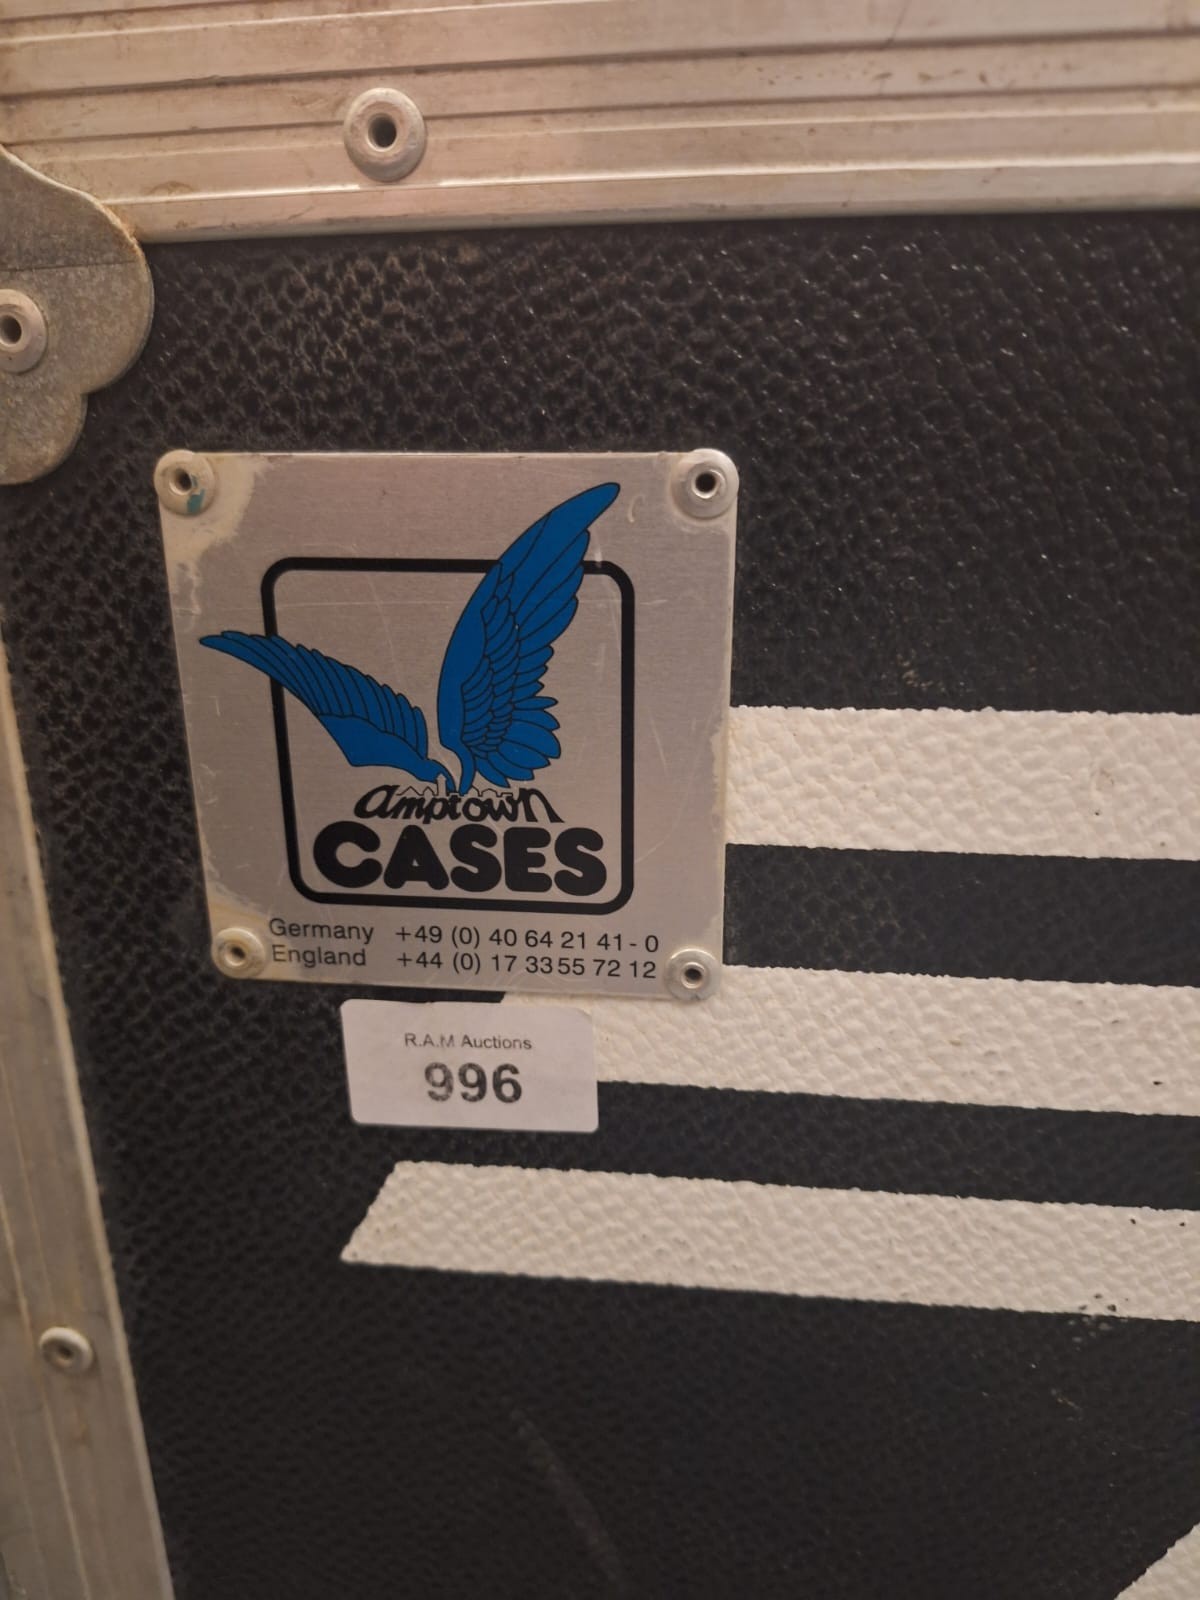 Amptown
CASES
Germany +49 (0) 40 64 21 41-0
England +44 (0) 17 33 55 72 12
R.A.M Auctions
996